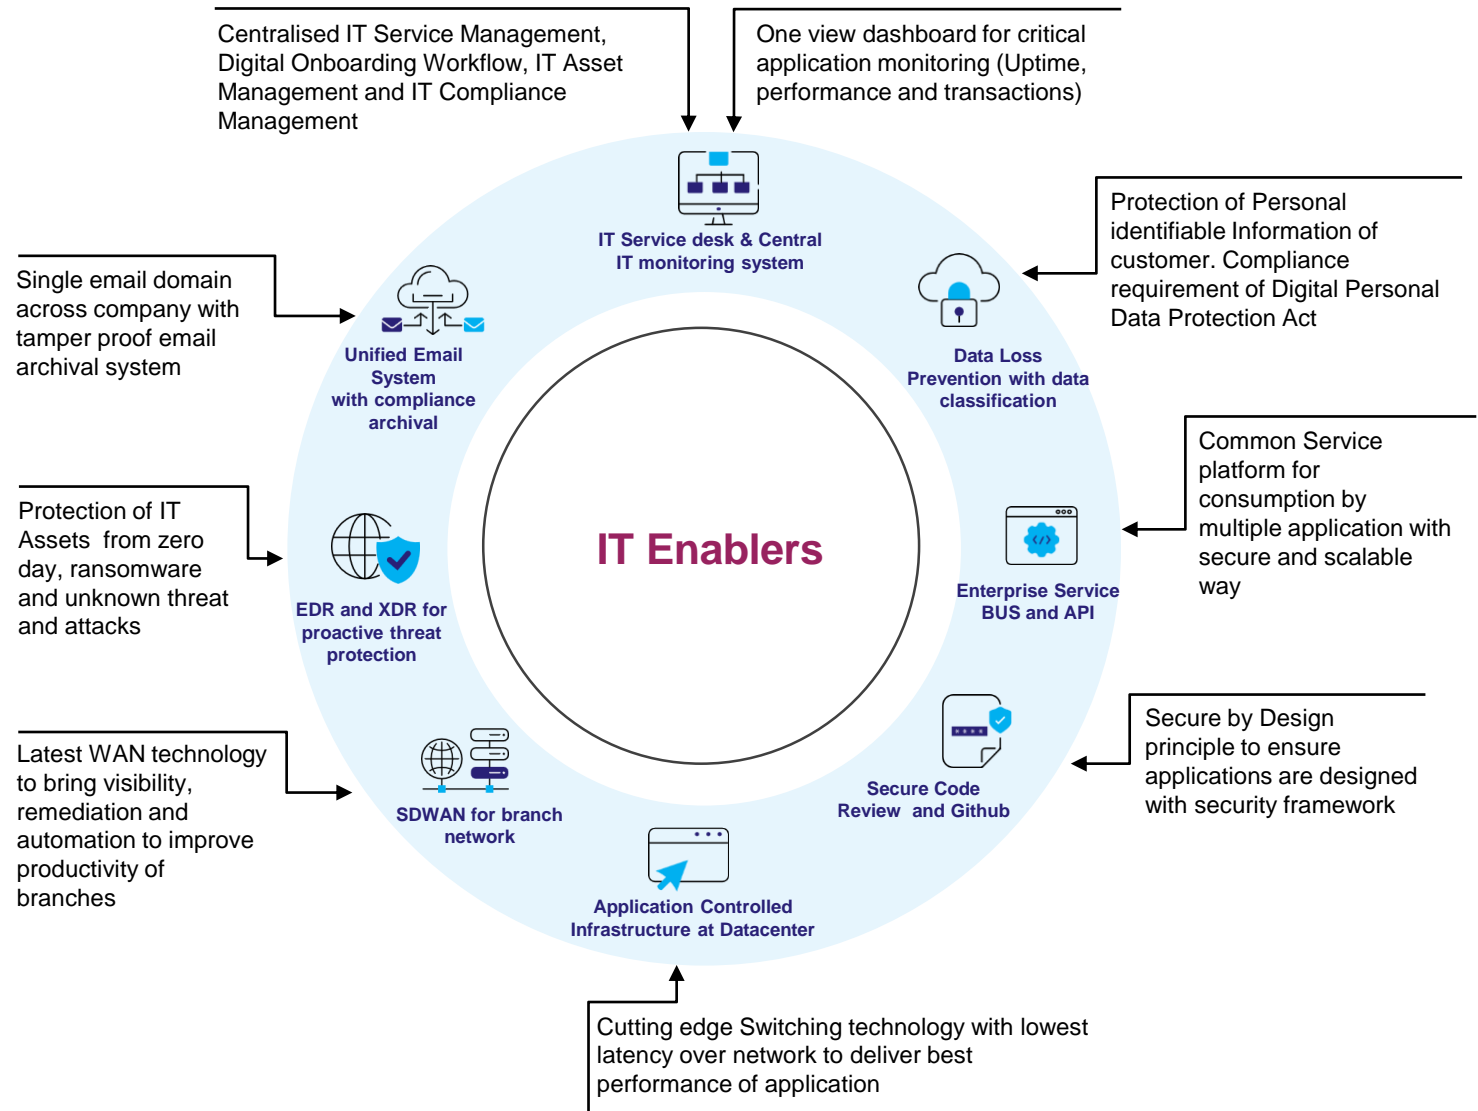 Centralised IT Service Management,
Digital Onboarding Workflow, IT Asset
Management and IT Compliance
Management
One view dashboard for critical
application monitoring (Uptime,
performance and transactions)
IT Service desk & Central
IT monitoring system
Protection of Personal
identifiable Information of
customer. Compliance
requirement of Digital Personal
Data Protection Act
Data Loss
Prevention with data
classification
Common Service
platform for
consumption by
multiple application with
secure and scalable
way
Enterprise Service
BUS and API
Secure by Design
principle to ensure
applications are designed
with security framework
Secure Code
Review and Github
Application Controlled
Infrastructure at Datacenter
Cutting edge Switching technology with lowest
latency over network to deliver best
performance of application
SDWAN for branch
network
Latest WAN technology
to bring visibility,
remediation and
automation to improve
productivity of
branches
EDR and XDR for
proactive threat
protection
Protection of IT
Assets from zero
day, ransomware
and unknown threat
and attacks
Unified Email
System
with compliance
archival
Single email domain
across company with
tamper proof email
archival system
IT Enablers